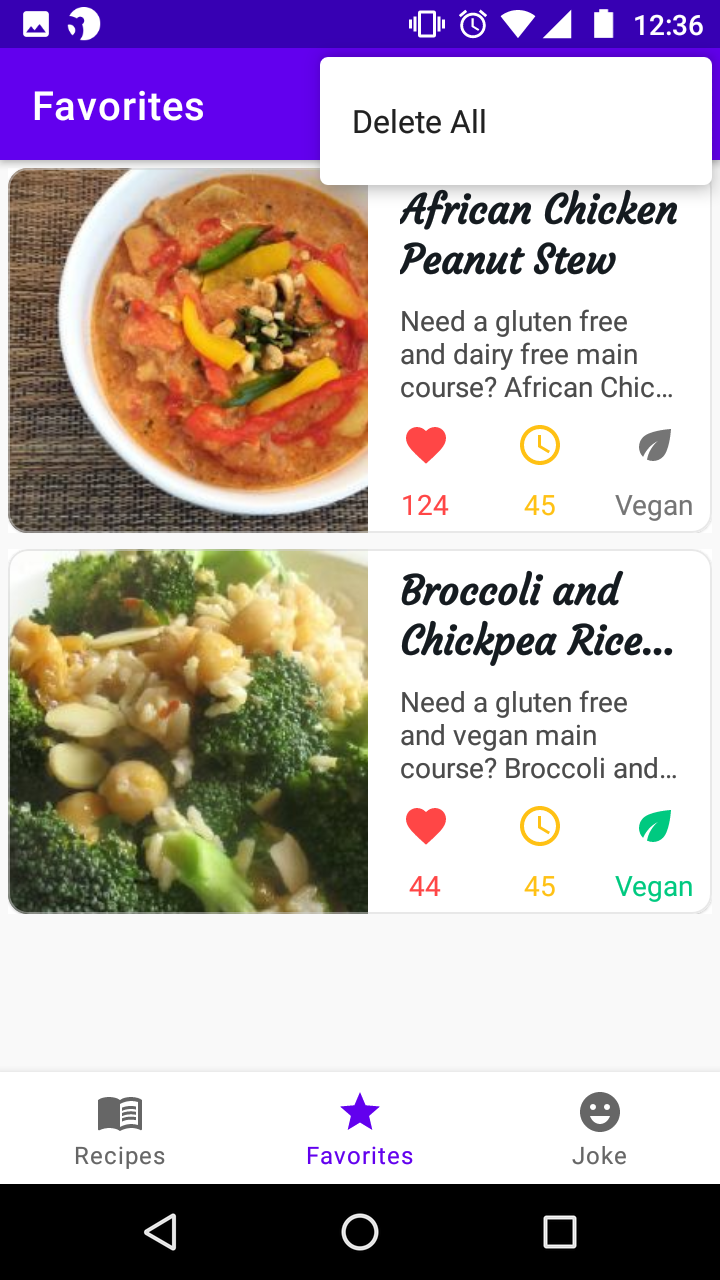 12:36
Favorites
Delete All
African Chicken
Peanut Stew
Need a gluten free
and dairy free main
course? African Chic...
124
45
Vegan
Broccoli and
Chickpea Rice...
Need a gluten free
and vegan main
course? Broccoli and...
44
45
Vegan
Recipes
Favorites
Joke